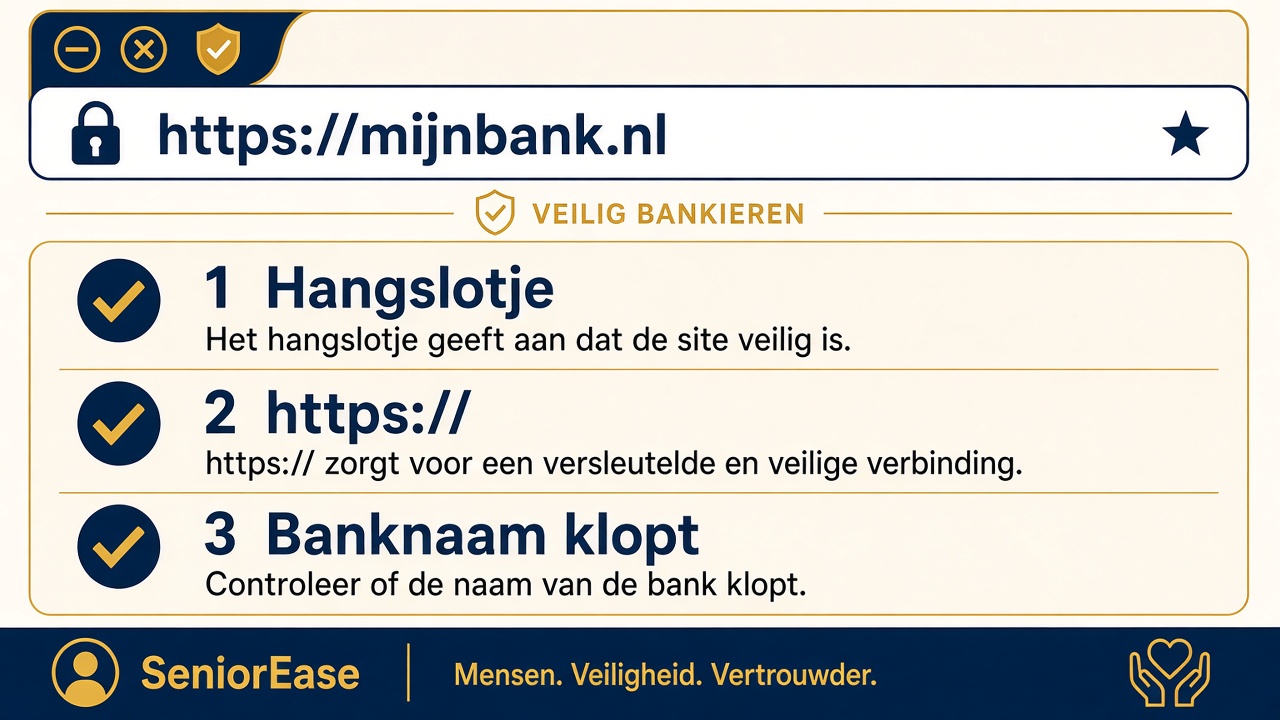 https://mijnbank.nl
VEILIG BANKIEREN
1 Hangslotje
Het hangslotje geeft aan dat de site veilig is.
2 https://
https:// zorgt voor een versleutelde en veilige verbinding.
3 Banknaam klopt
Controleer of de naam van de bank klopt.
SeniorEase
Mensen. Veiligheid. Vertrouwder.